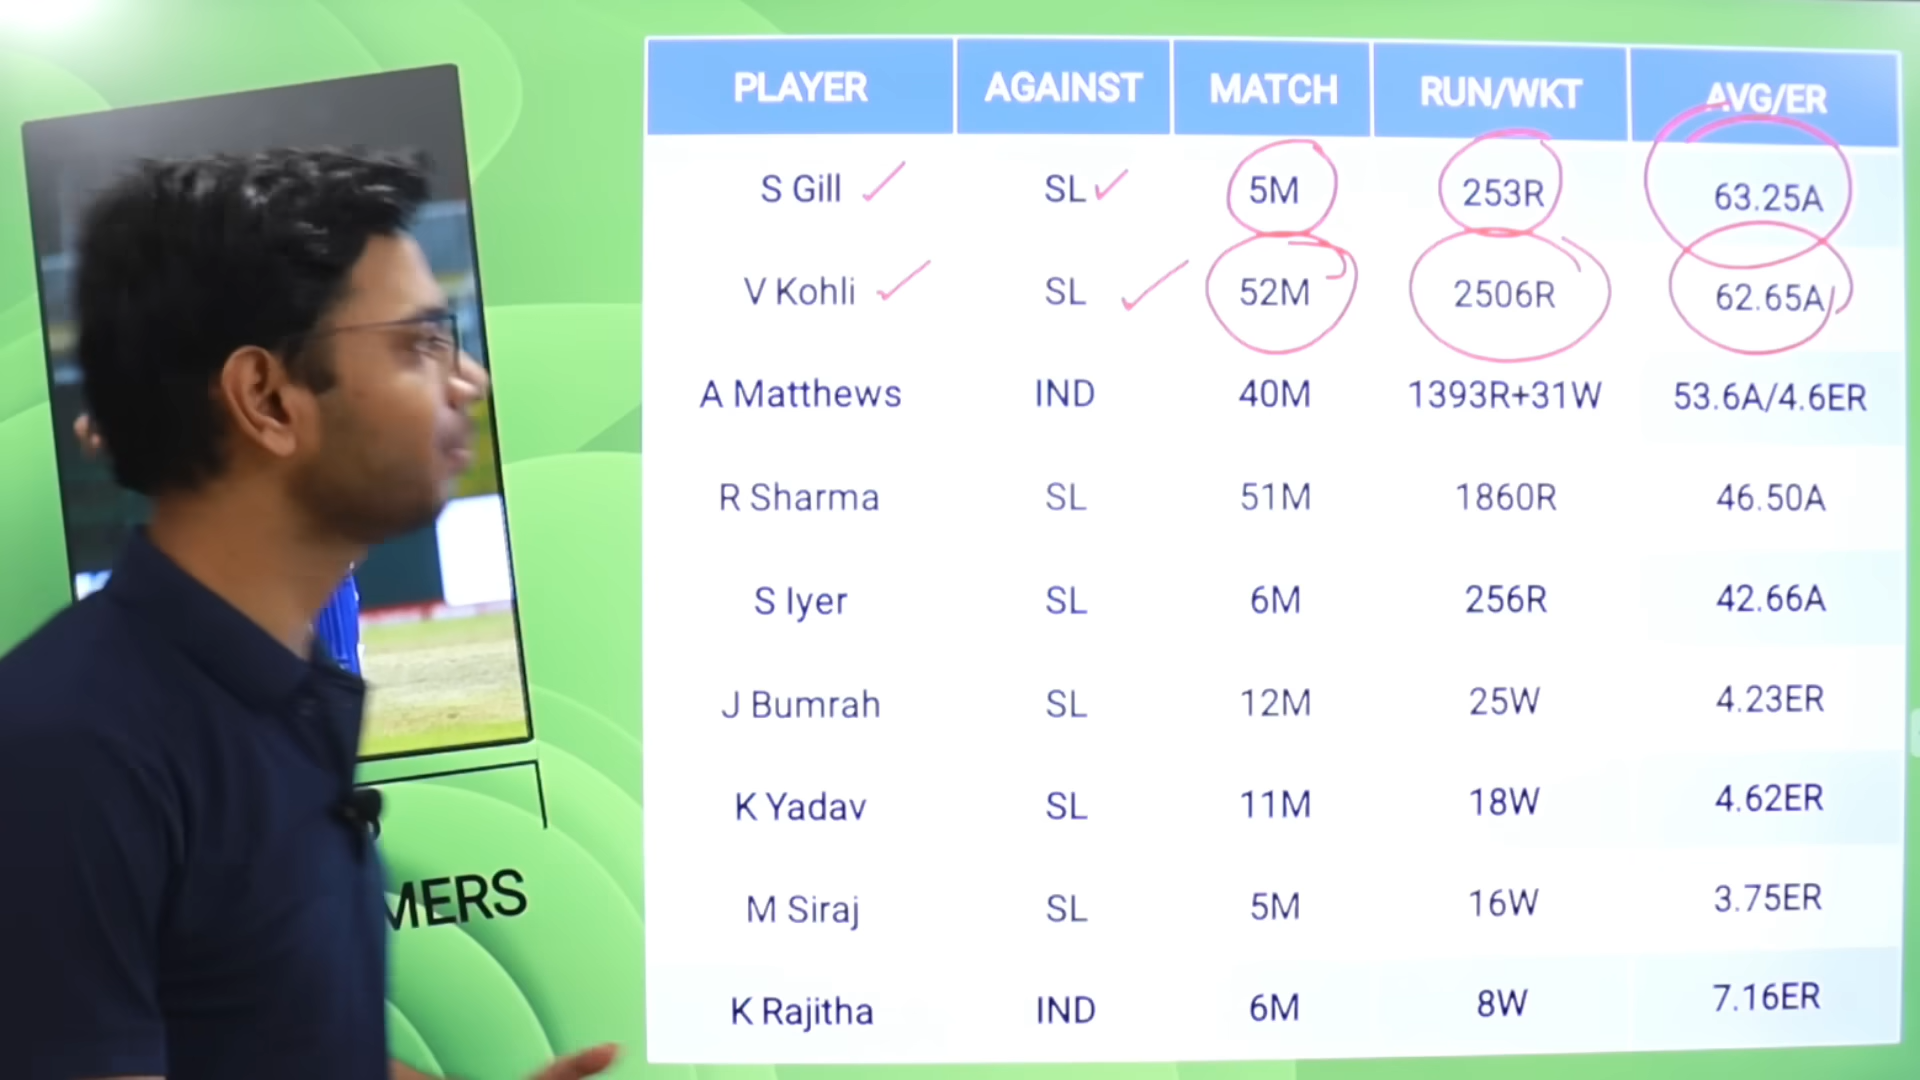 PLAYER AGAINST MATCH RUN/WKT AVG/ER
S Gill SL 5M 253R 63.25A
V Kohli SL 52M 2506R 62.65A
A Matthews IND 40M 1393R+31W 53.6A/4.6ER
R Sharma SL 51M 1860R 46.50A
S Iyer SL 6M 256R 42.66A
J Bumrah SL 12M 25W 4.23ER
K Yadav SL 11M 18W 4.62ER
M Siraj SL 5M 16W 3.75ER
K Rajitha IND 6M 8W 7.16ER
MERS